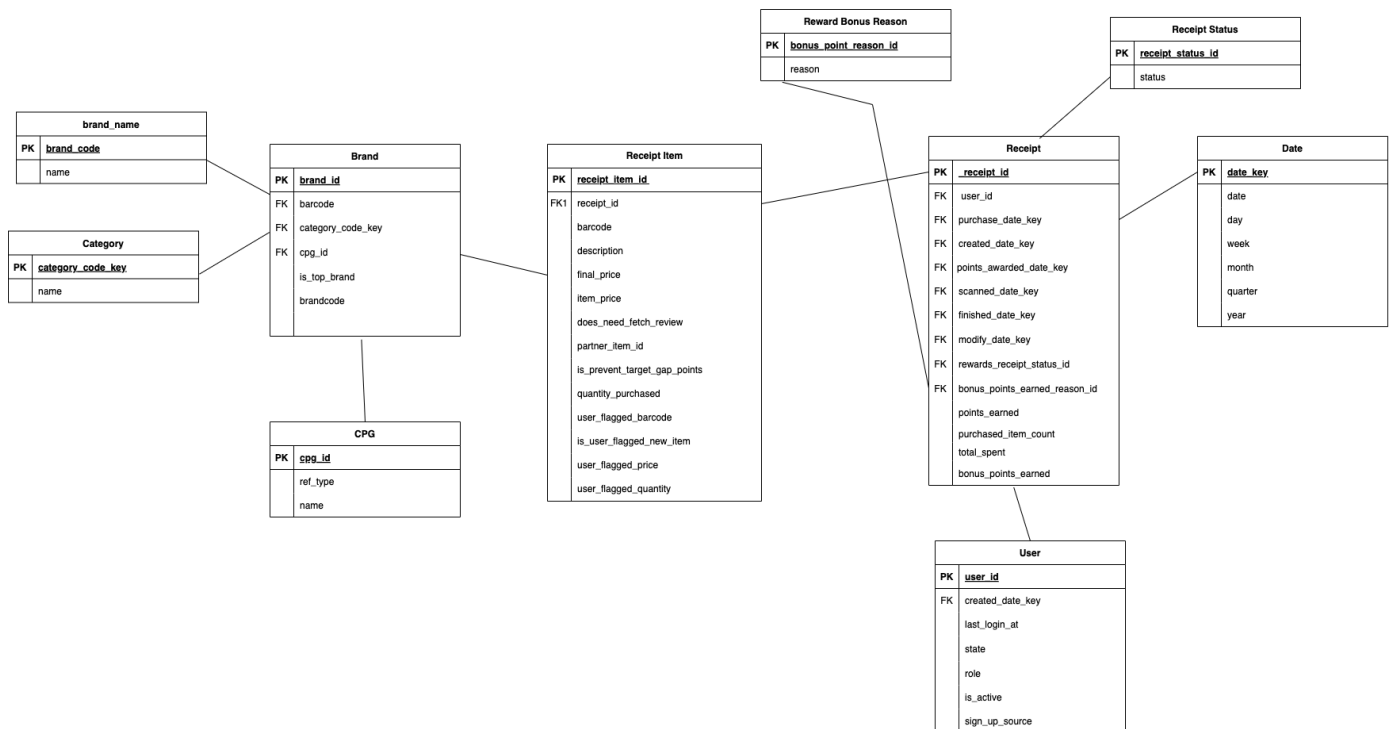 Reward Bonus Reason
PK bonus_point_reason_id
reason
Receipt Status
PK receipt_status_id
status
brand_name
PK brand_code
name
Category
PK category_code_key
name
Brand
PK brand_id
FK barcode
FK category_code_key
FK cpg_id
is_top_brand
brandcode
CPG
PK cpg_id
ref_type
name
Receipt Item
PK receipt_item_id
FK1 receipt_id
barcode
description
final_price
item_price
does_need_fetch_review
partner_item_id
is_prevent_target_gap_points
quantity_purchased
user_flagged_barcode
is_user_flagged_new_item
user_flagged_price
user_flagged_quantity
Receipt
PK _receipt_id
FK user_id
FK purchase_date_key
FK created_date_key
FK points_awarded_date_key
FK scanned_date_key
FK finished_date_key
FK modify_date_key
FK rewards_receipt_status_id
FK bonus_points_earned_reason_id
points_earned
purchased_item_count
total_spent
bonus_points_earned
Date
PK date_key
date
day
week
month
quarter
year
User
PK user_id
FK created_date_key
last_login_at
state
role
is_active
sign_up_source